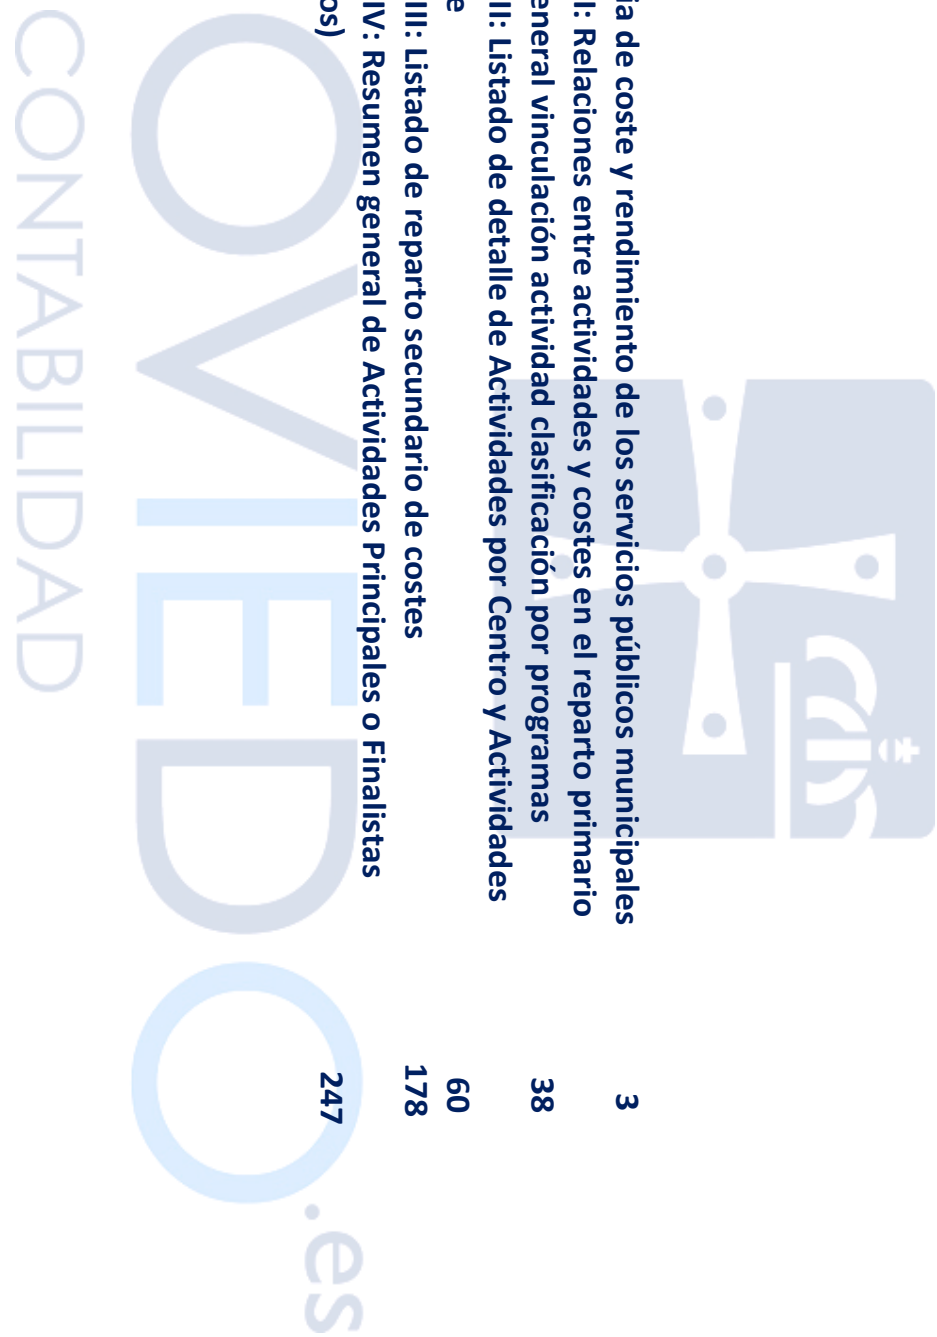 ia de coste y rendimiento de los servicios públicos municipales 3
I: Relaciones entre actividades y costes en el reparto primario
eneral vinculación actividad clasificación por programas 38
II: Listado de detalle de Actividades por Centro y Actividades
e 60
III: Listado de reparto secundario de costes 178
IV: Resumen general de Actividades Principales o Finalistas
os) 247
OVIEDO.es
CONTABILIDAD